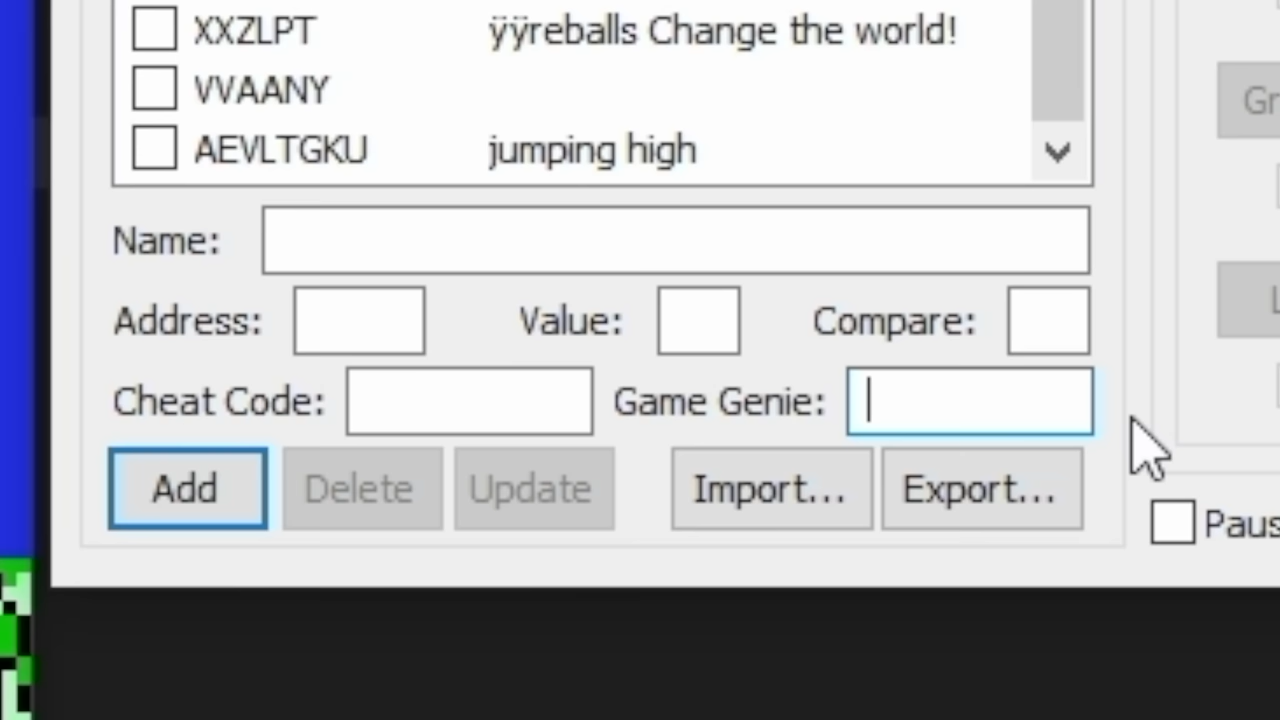 XXZLPT ÿÿreballs Change the world!
VVAANY
AEVLTGKU jumping high
Name:
Address: Value: Compare:
Cheat Code: Game Genie:
Add Delete Update Import... Export...